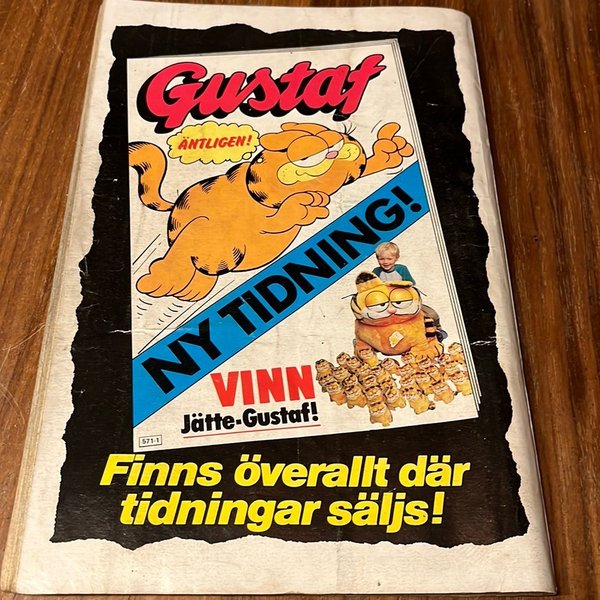 Gustaf
ÄNTLIGEN!
NY TIDNING!
VINN
Jätte-Gustaf!
571-1
Finns överallt där
tidningar säljs!